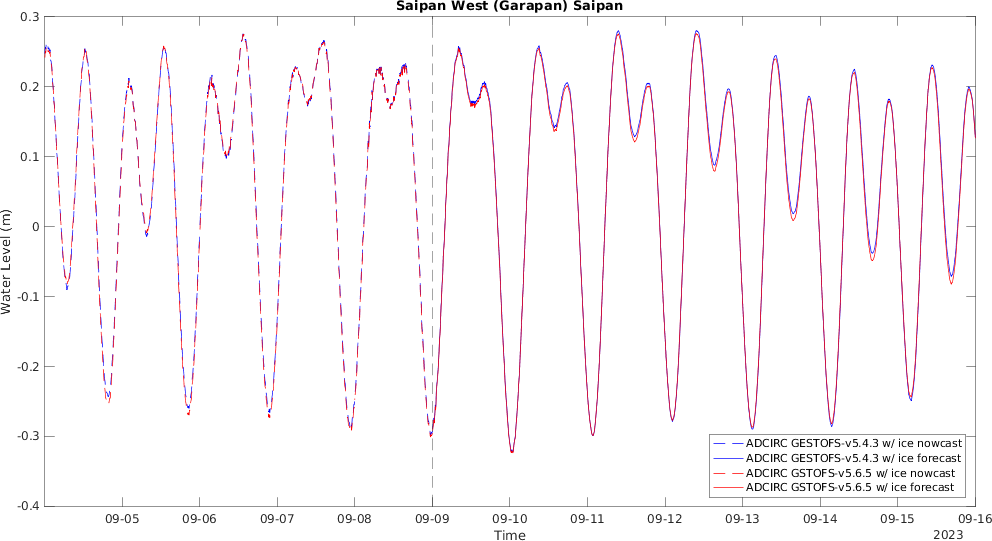 Saipan West (Garapan) Saipan
0.3
0.2
0.1
0
-0.1
-0.2
-0.3
-0.4
Water Level (m)
ADCIRC GESTOFS-v5.4.3 w/ ice nowcast
ADCIRC GESTOFS-v5.4.3 w/ ice forecast
ADCIRC GSTOFS-v5.6.5 w/ ice nowcast
ADCIRC GSTOFS-v5.6.5 w/ ice forecast
09-05 09-06 09-07 09-08 09-09 09-10 09-11 09-12 09-13 09-14 09-15 09-16
Time
2023